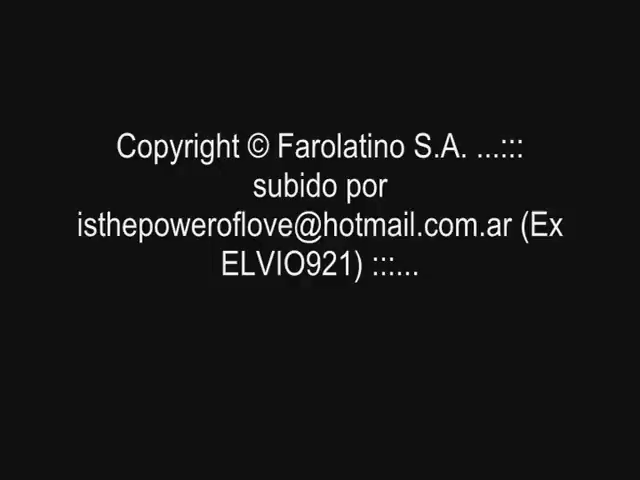 Copyright © Farolatino S.A. ...:::
subido por
isthepoweroflove@hotmail.com.ar (Ex
ELVIO921) :::...